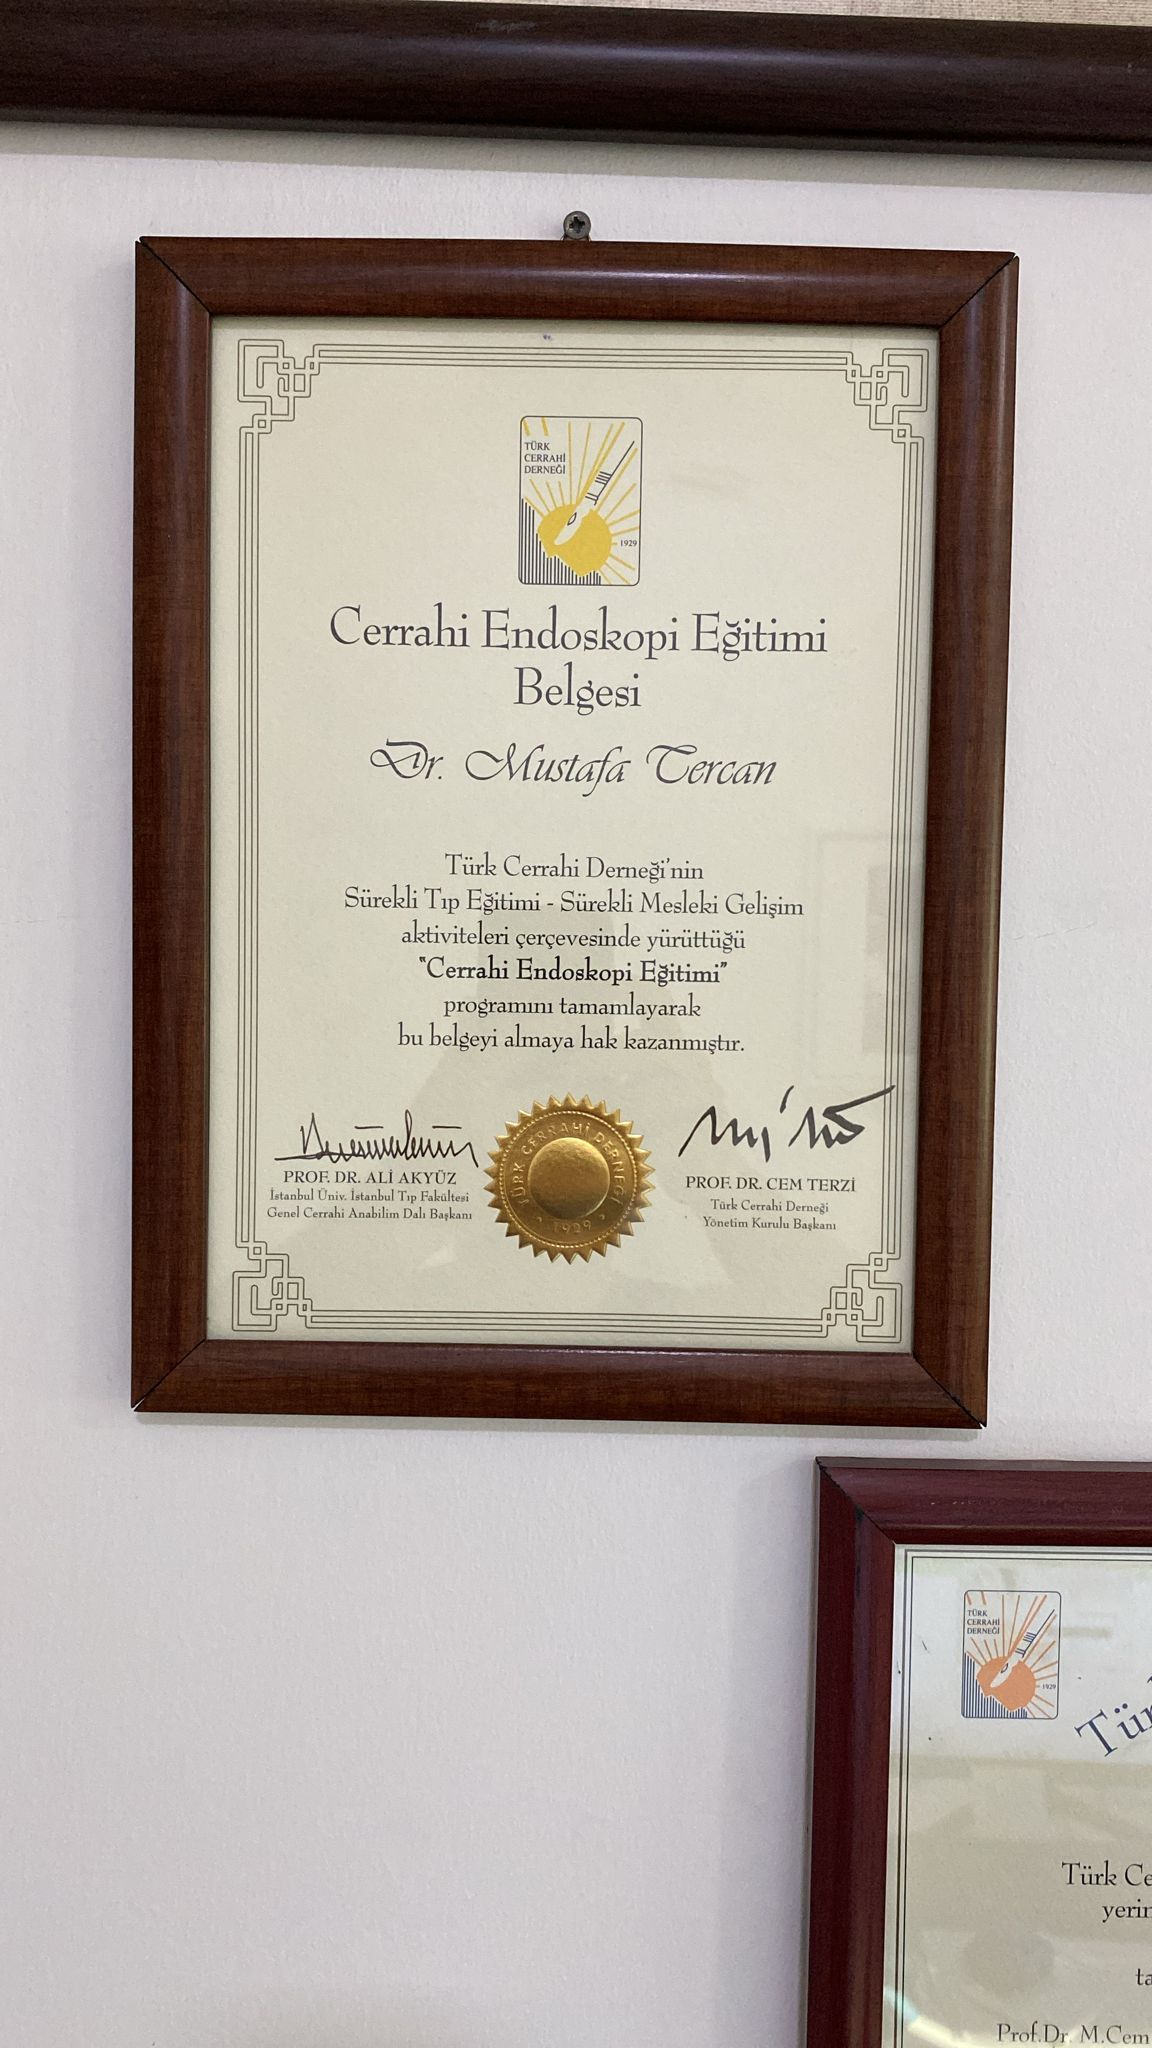 TÜRK
CERRAHİ
DERNEĞİ
1929
Cerrahi Endoskopi Eğitimi
Belgesi
Dr. Mustafa Tercan
Türk Cerrahi Derneği'nin
Sürekli Tıp Eğitimi - Sürekli Mesleki Gelişim
aktiviteleri çerçevesinde yürüttüğü
"Cerrahi Endoskopi Eğitimi"
programını tamamlayarak
bu belgeyi almaya hak kazanmıştır.
PROF. DR. ALİ AKYÜZ
İstanbul Üniv. İstanbul Tıp Fakültesi
Genel Cerrahi Anabilim Dalı Başkanı
TÜRK CERRAHİ DERNEĞİ
1929
PROF. DR. CEM TERZİ
Türk Cerrahi Derneği
Yönetim Kurulu Başkanı
TÜRK
CERRAHİ
DERNEĞİ
1929
Tür
Türk Ce
yerin
ta
Prof.Dr. M.Cem